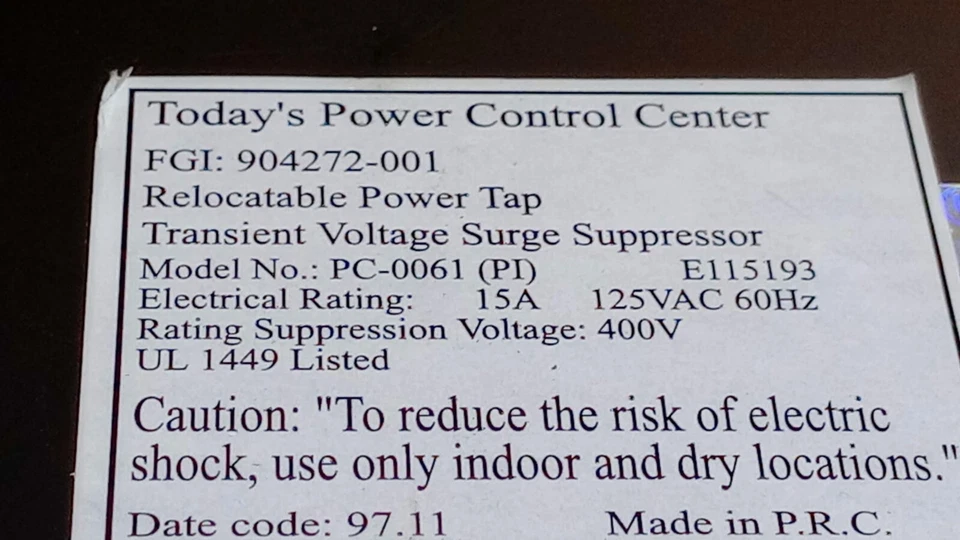 Today's Power Control Center
FGI: 904272-001
Relocatable Power Tap
Transient Voltage Surge Suppressor
Model No.: PC-0061 (PI) E115193
Electrical Rating: 15A 125VAC 60Hz
Rating Suppression Voltage: 400V
UL 1449 Listed
Caution: "To reduce the risk of electric
shock, use only indoor and dry locations."
Date code: 97.11 Made in P.R.C.